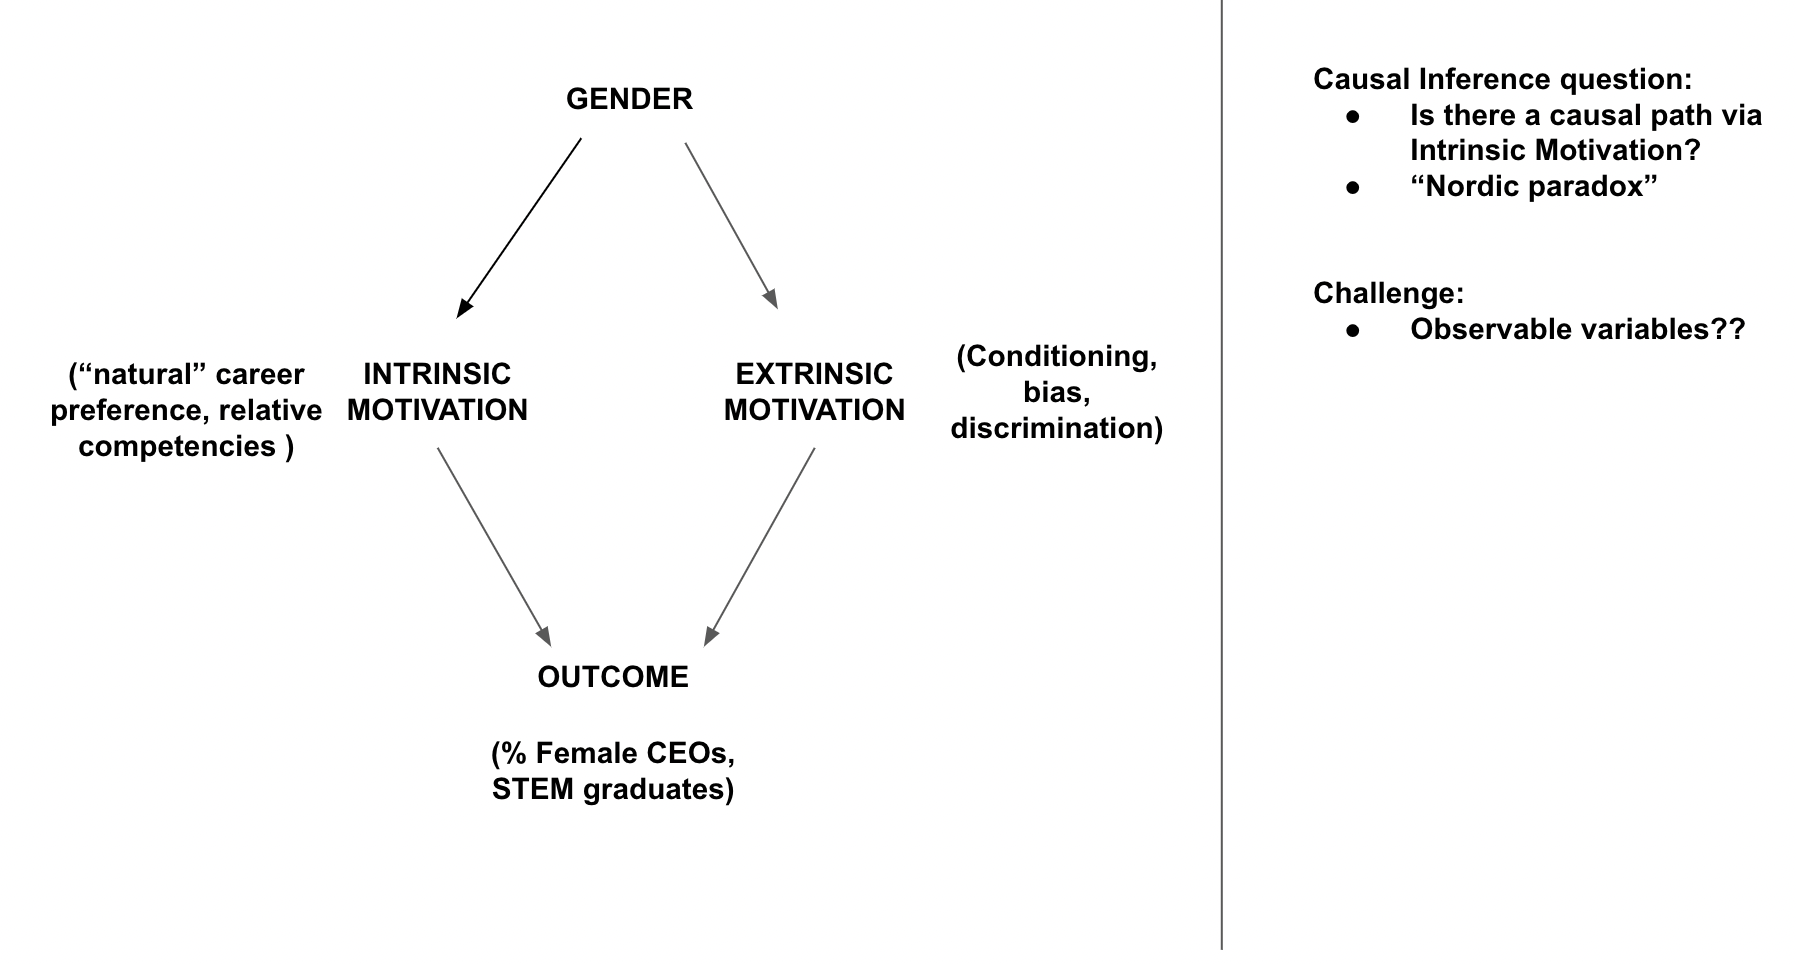 GENDER
(“natural” career
preference, relative
competencies )
INTRINSIC
MOTIVATION
EXTRINSIC
MOTIVATION
(Conditioning,
bias,
discrimination)
OUTCOME
(% Female CEOs,
STEM graduates)
Causal Inference question:
● Is there a causal path via
Intrinsic Motivation?
● “Nordic paradox”
Challenge:
● Observable variables??